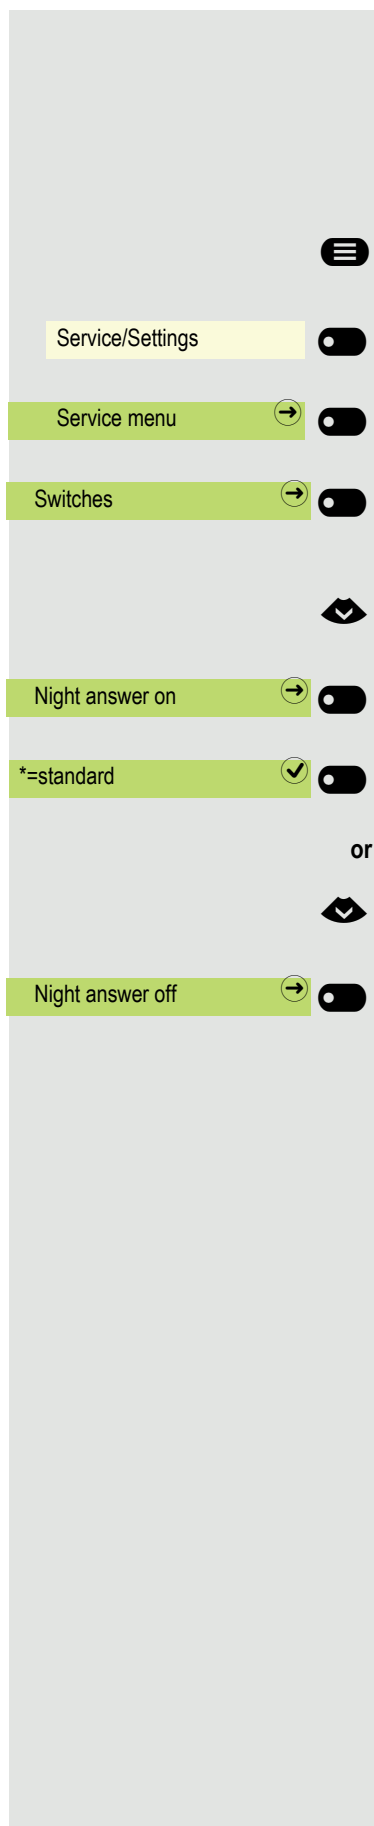 Service/Settings
Service menu
Switches
Night answer on
*=standard
or
Night answer off